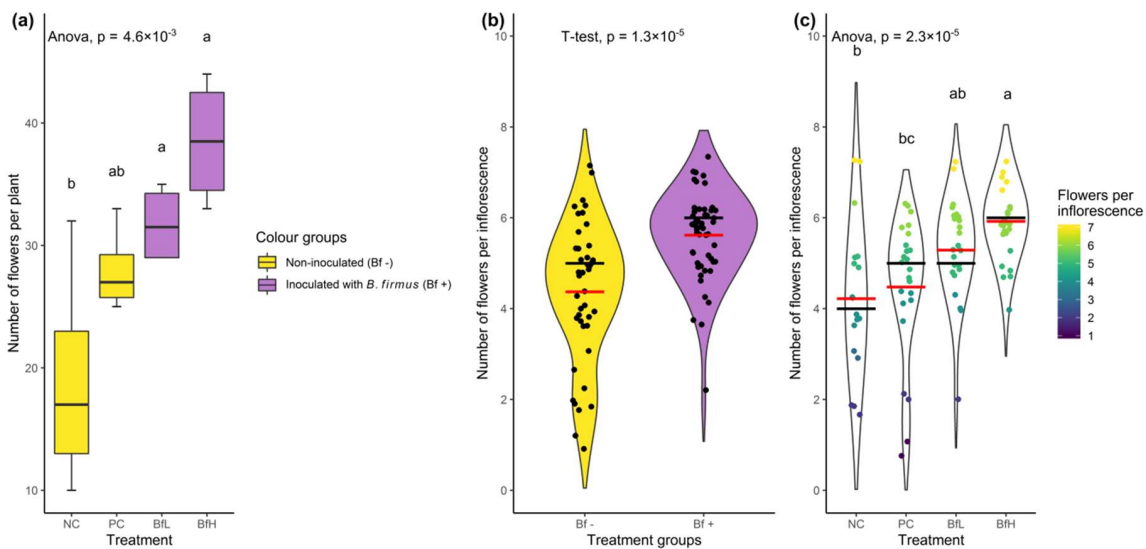 (a)
Anova, p = 4.6×10-3
a
a
ab
b
Number of flowers per plant
40
30
20
10
NC PC BfL BfH
Treatment
Colour groups
Non-inoculated (Bf -)
Inoculated with B. firmus (Bf +)
(b)
T-test, p = 1.3×10-5
Number of flowers per inflorescence
10
8
6
4
2
0
Bf - Bf +
Treatment groups
(c)
Anova, p = 2.3×10-5
b
ab a
bc
Number of flowers per inflorescence
10
8
6
4
2
0
NC PC BfL BfH
Treatment
Flowers per
inflorescence
7
6
5
4
3
2
1